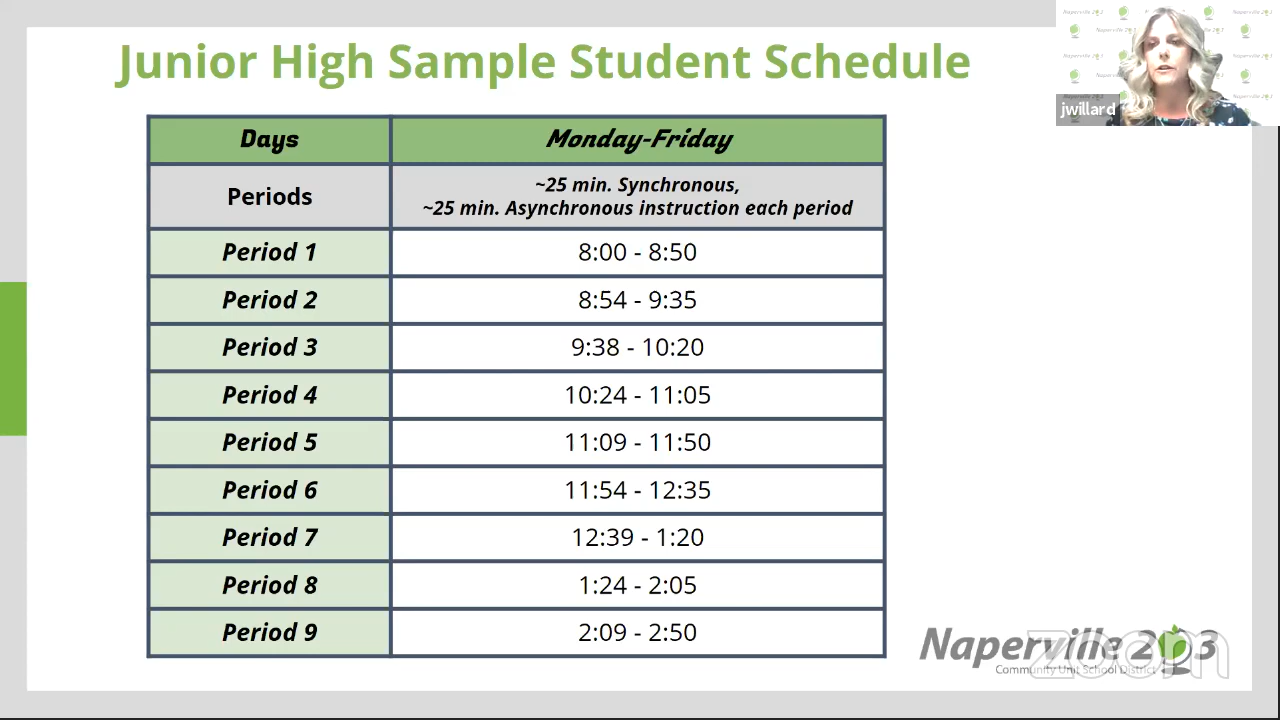 Junior High Sample Student Schedule
jwillard
Days Monday-Friday
Periods ~25 min. Synchronous,
~25 min. Asynchronous instruction each period
Period 1 8:00 - 8:50
Period 2 8:54 - 9:35
Period 3 9:38 - 10:20
Period 4 10:24 - 11:05
Period 5 11:09 - 11:50
Period 6 11:54 - 12:35
Period 7 12:39 - 1:20
Period 8 1:24 - 2:05
Period 9 2:09 - 2:50
Naperville 203
Community Unit School District
zoom